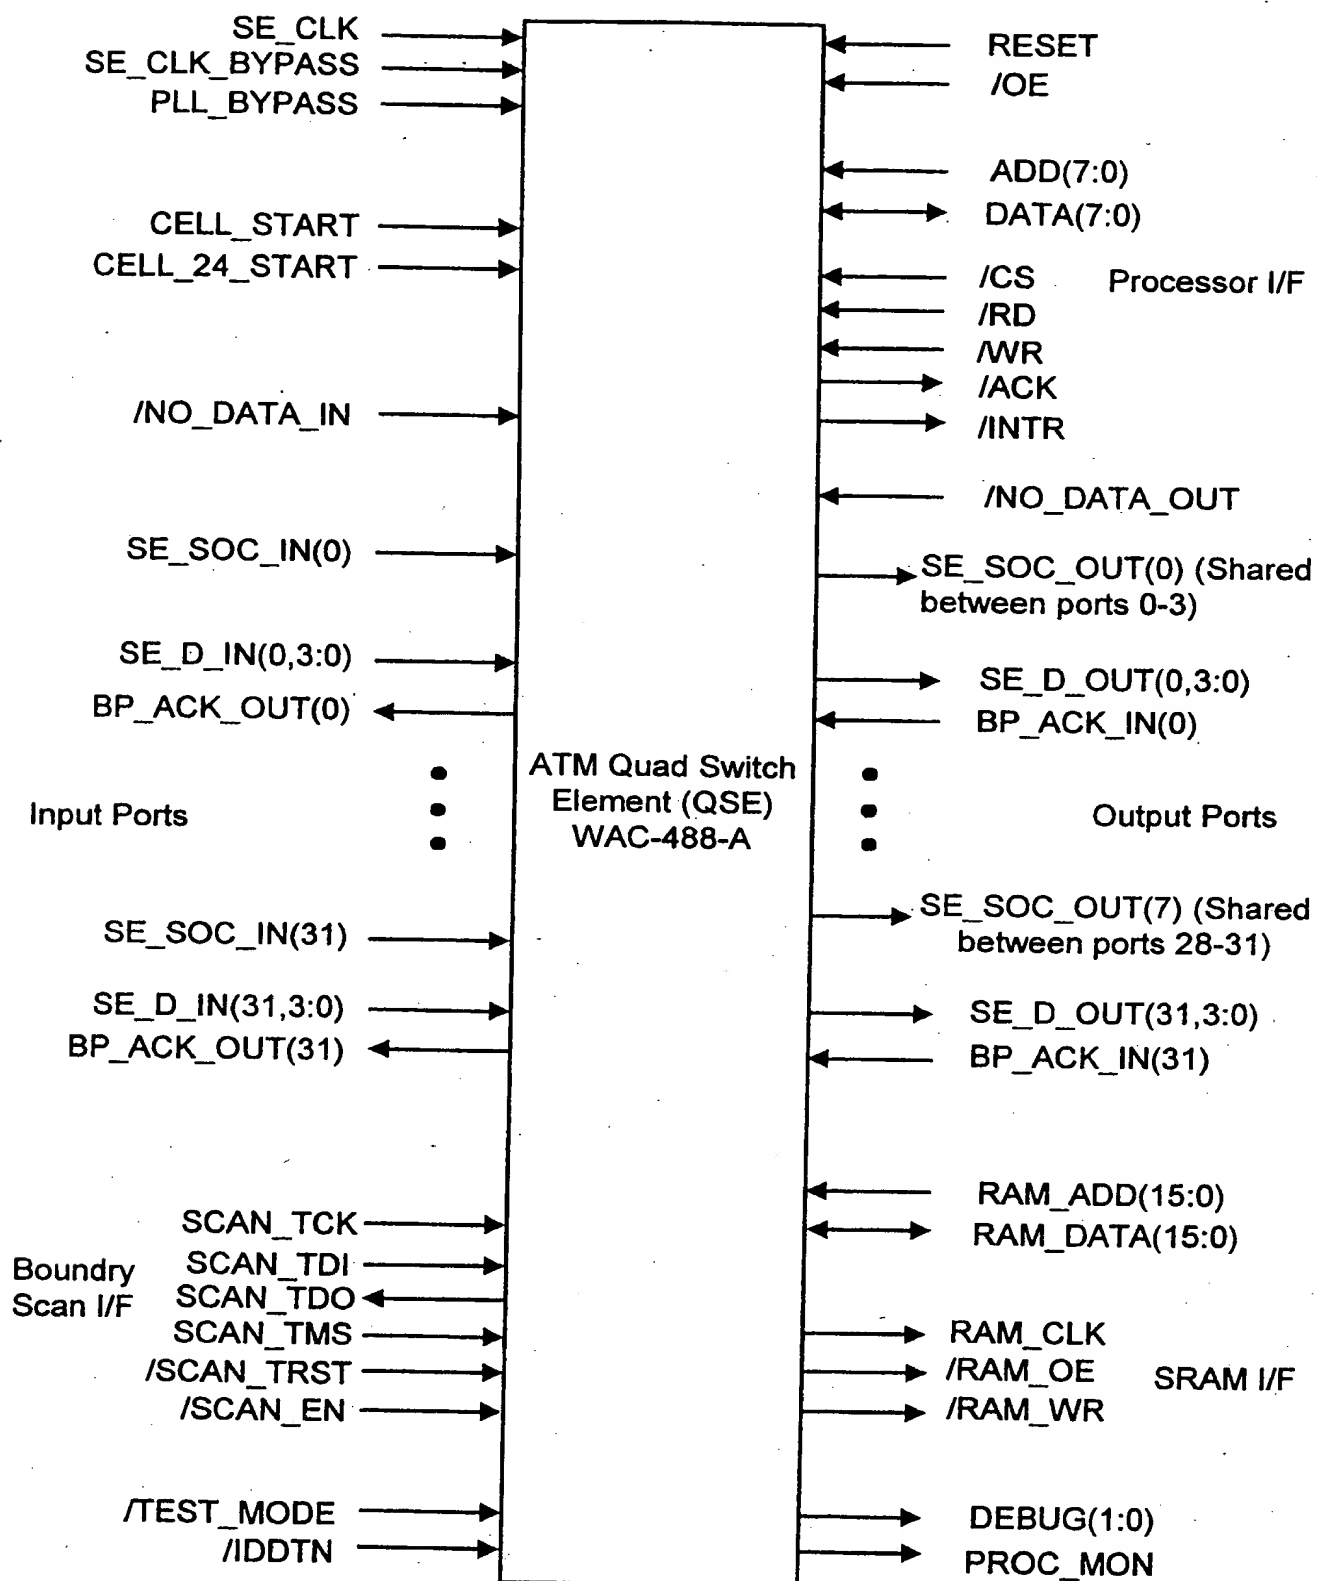 SE_CLK
SE_CLK_BYPASS
PLL_BYPASS
CELL_START
CELL_24_START
/NO_DATA_IN
SE_SOC_IN(0)
SE_D_IN(0,3:0)
BP_ACK_OUT(0)
Input Ports
SE_SOC_IN(31)
SE_D_IN(31,3:0)
BP_ACK_OUT(31)
SCAN_TCK
SCAN_TDI
Boundry
Scan I/F
SCAN_TDO
SCAN_TMS
/SCAN_TRST
/SCAN_EN
/TEST_MODE
/IDDTN
ATM Quad Switch
Element (QSE)
WAC-488-A
RESET
/OE
ADD(7:0)
DATA(7:0)
/CS
Processor I/F
/RD
/WR
/ACK
/INTR
/NO_DATA_OUT
SE_SOC_OUT(0) (Shared
between ports 0-3)
SE_D_OUT(0,3:0)
BP_ACK_IN(0)
Output Ports
SE_SOC_OUT(7) (Shared
between ports 28-31)
SE_D_OUT(31,3:0)
BP_ACK_IN(31)
RAM_ADD(15:0)
RAM_DATA(15:0)
RAM_CLK
/RAM_OE
SRAM I/F
/RAM_WR
DEBUG(1:0)
PROC_MON